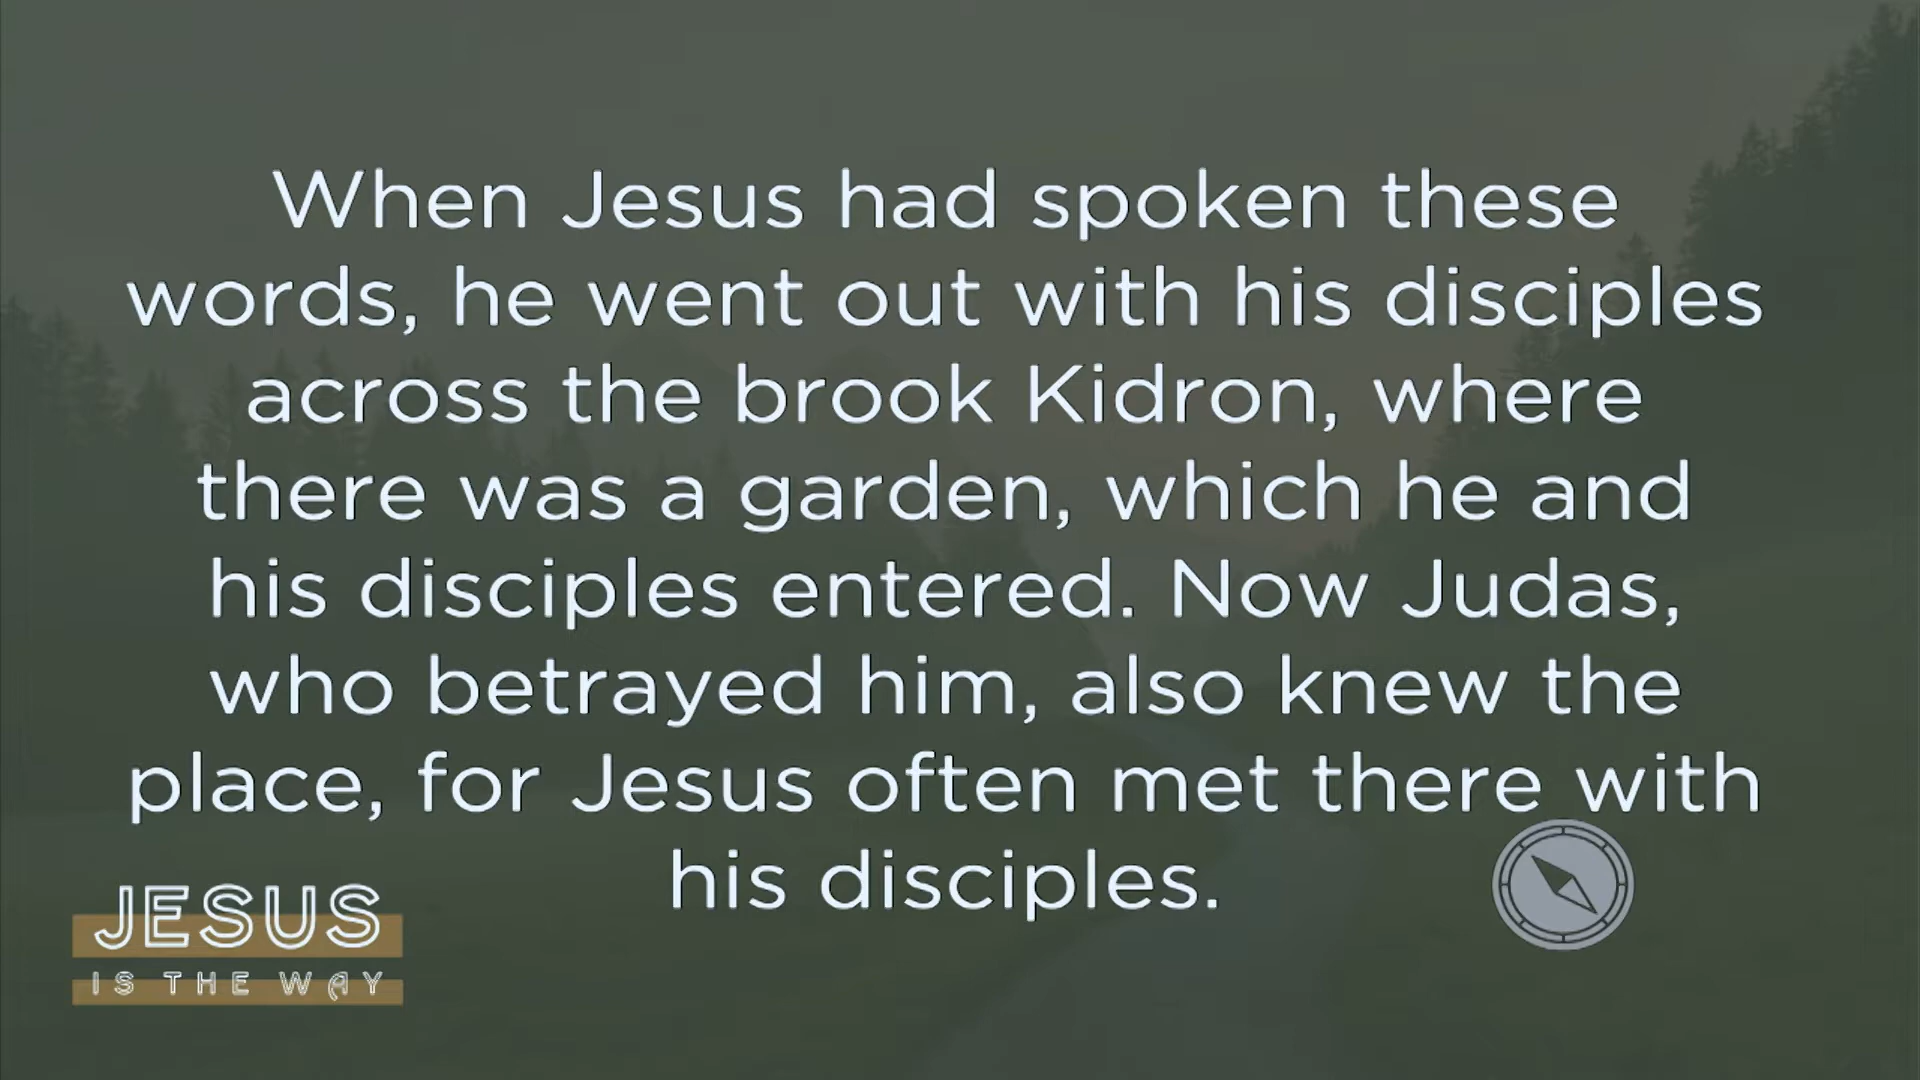 When Jesus had spoken these
words, he went out with his disciples
across the brook Kidron, where
there was a garden, which he and
his disciples entered. Now Judas,
who betrayed him, also knew the
place, for Jesus often met there with
his disciples.
JESUS
IS THE WAY